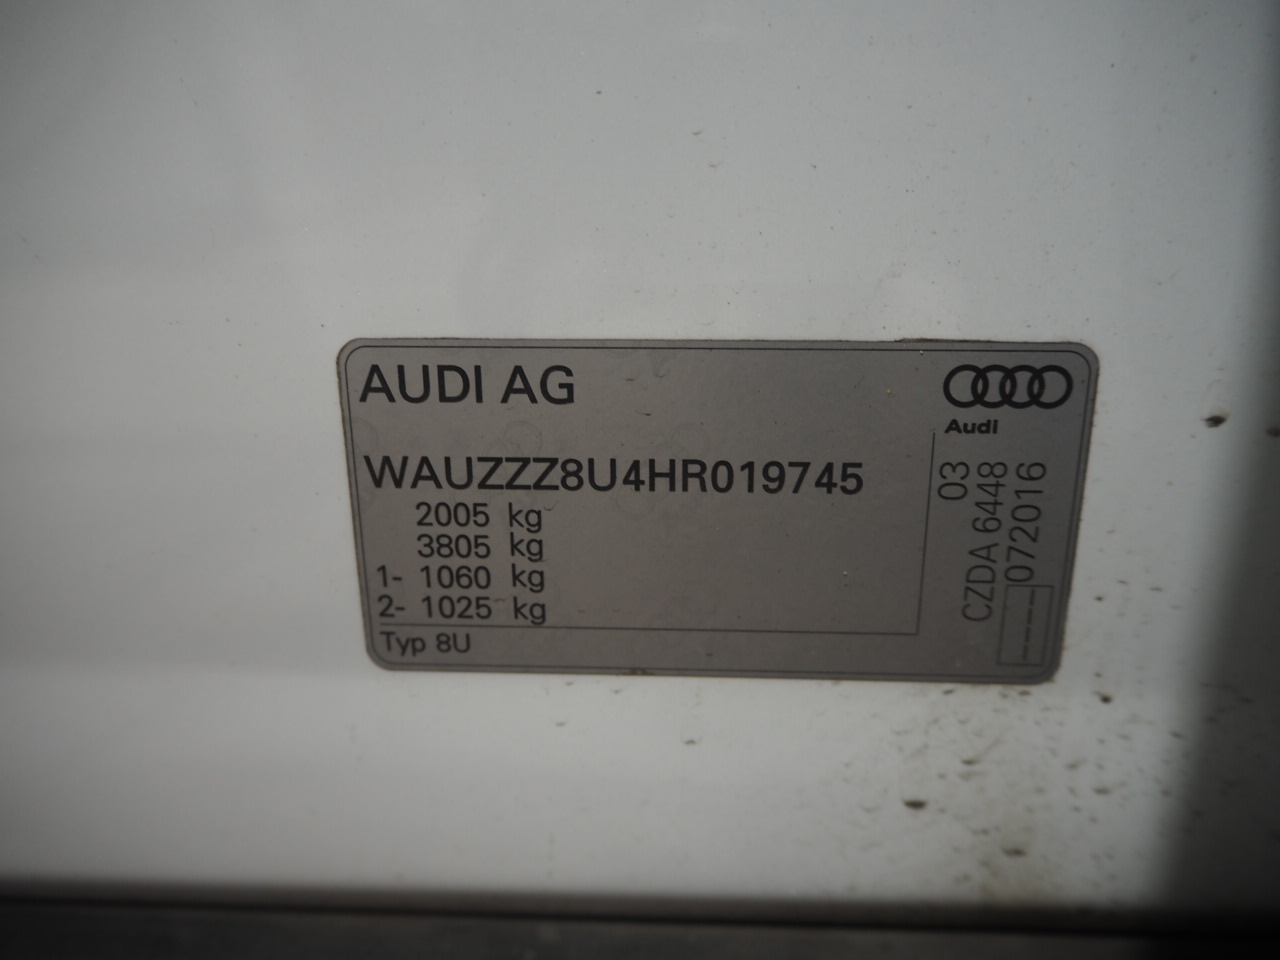 AUDI AG
Audi
WAUZZZ8U4HR019745
2005 kg
3805 kg
1- 1060 kg
2- 1025 kg
Typ 8U
03
CZDA 6448
072016
----